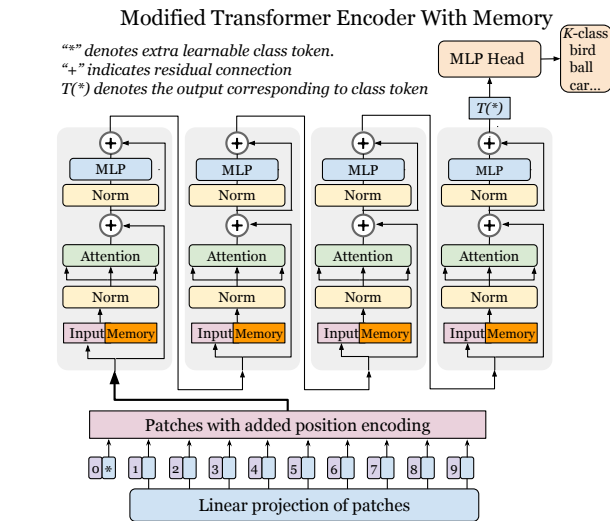 Modified Transformer Encoder With Memory
“*” denotes extra learnable class token.
“+” indicates residual connection
T(*) denotes the output corresponding to class token
MLP Head
K-class
bird
ball
car...
T(*)
+ + + +
MLP MLP MLP MLP
Norm Norm Norm Norm
+ + + +
Attention Attention Attention Attention
Norm Norm Norm Norm
Input Memory Input Memory Input Memory Input Memory
Patches with added position encoding
0 * 1 2 3 4 5 6 7 8 9
Linear projection of patches